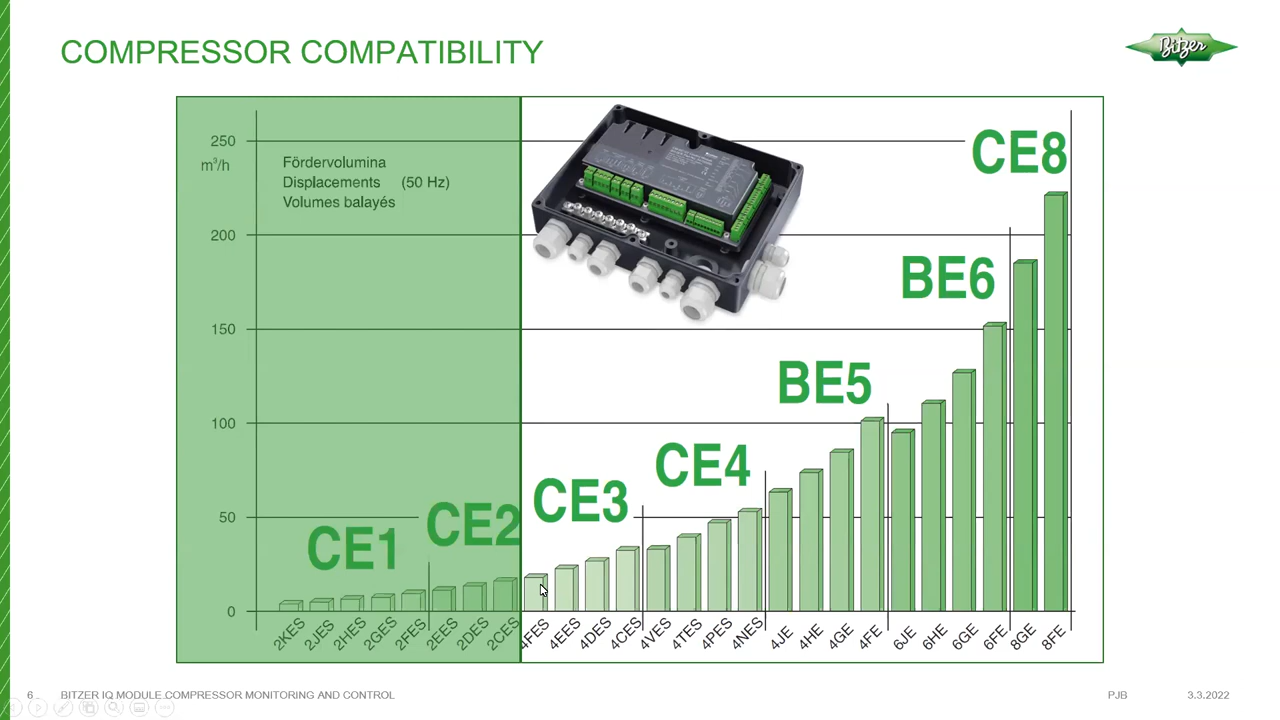 COMPRESSOR COMPATIBILITY
Bitzer
250
m³/h
Fördervolumina
Displacements (50 Hz)
Volumes balayés
200
150
100
50
0
CE1
CE2
CE3
CE4
BE5
BE6
CE8
2KES
2JES
2HES
2GES
2FES
2EES
2DES
2CES
4FES
4EES
4DES
4CES
4VES
4TES
4PES
4NES
4JE
4HE
4GE
4FE
6JE
6HE
6GE
6FE
8GE
8FE
6
BITZER IQ MODULE.COMPRESSOR MONITORING AND CONTROL
PJB
3.3.2022